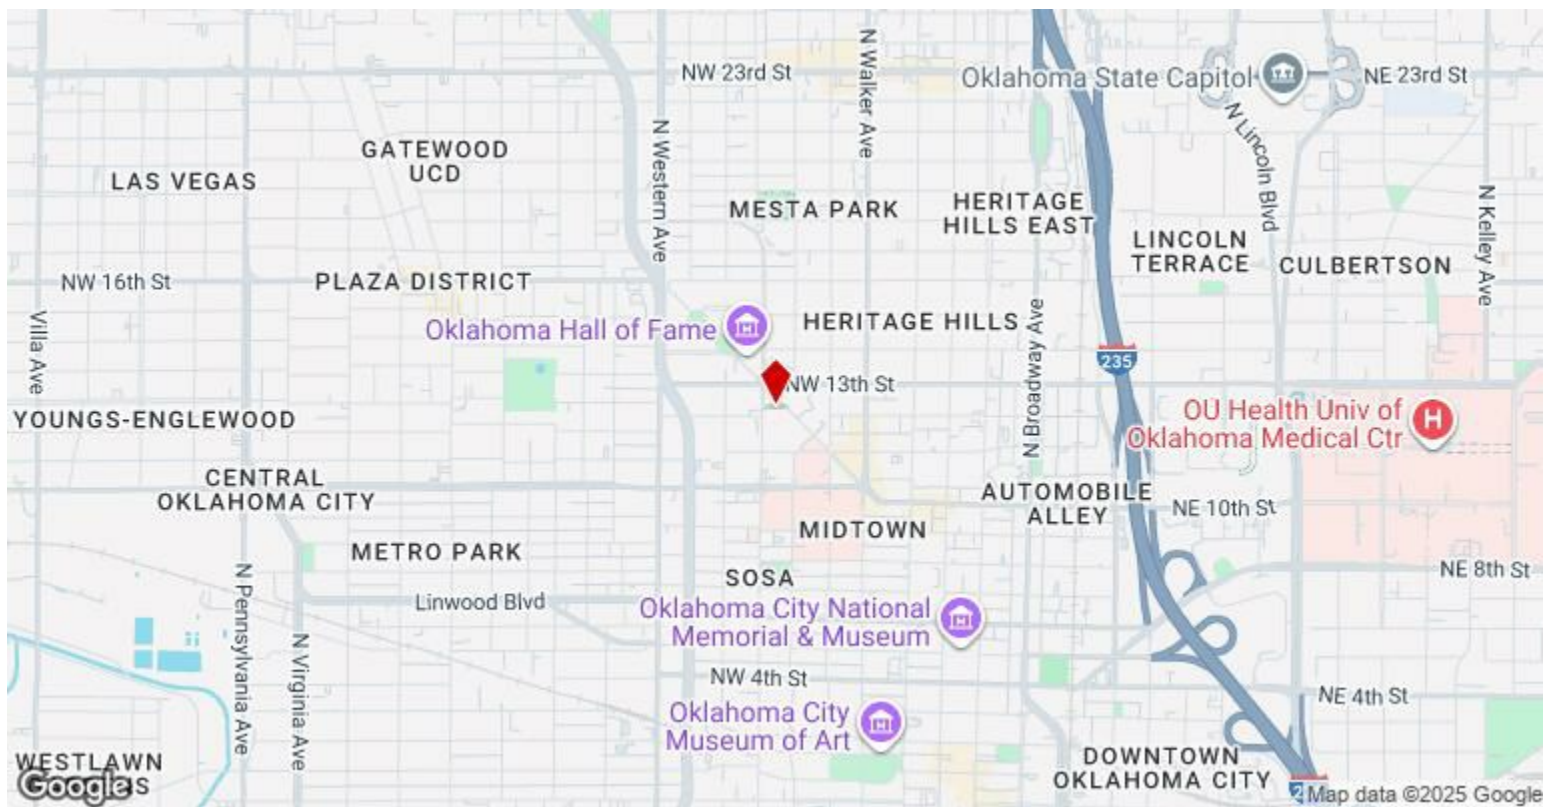 NW 23rd St
N Walker Ave
Oklahoma State Capitol
NE 23rd St
N Lincoln Blvd
N Western Ave
GATEWOOD
UCD
LAS VEGAS
MESTA PARK
HERITAGE
HILLS EAST
N Kelley Ave
LINCOLN
TERRACE
CULBERTSON
NW 16th St
PLAZA DISTRICT
Villa Ave
Oklahoma Hall of Fame
HERITAGE HILLS
N Broadway Ave
235
NW 13th St
YOUNGS-ENGLEWOOD
OU Health Univ of
Oklahoma Medical Ctr
H
CENTRAL
OKLAHOMA CITY
AUTOMOBILE
ALLEY
NE 10th St
MIDTOWN
METRO PARK
SOSA
NE 8th St
N Pennsylvania Ave
Linwood Blvd
Oklahoma City National
Memorial & Museum
N Virginia Ave
NW 4th St
NE 4th St
Oklahoma City
Museum of Art
DOWNTOWN
OKLAHOMA CITY
WESTLAWN
Google
Map data ©2025 Google